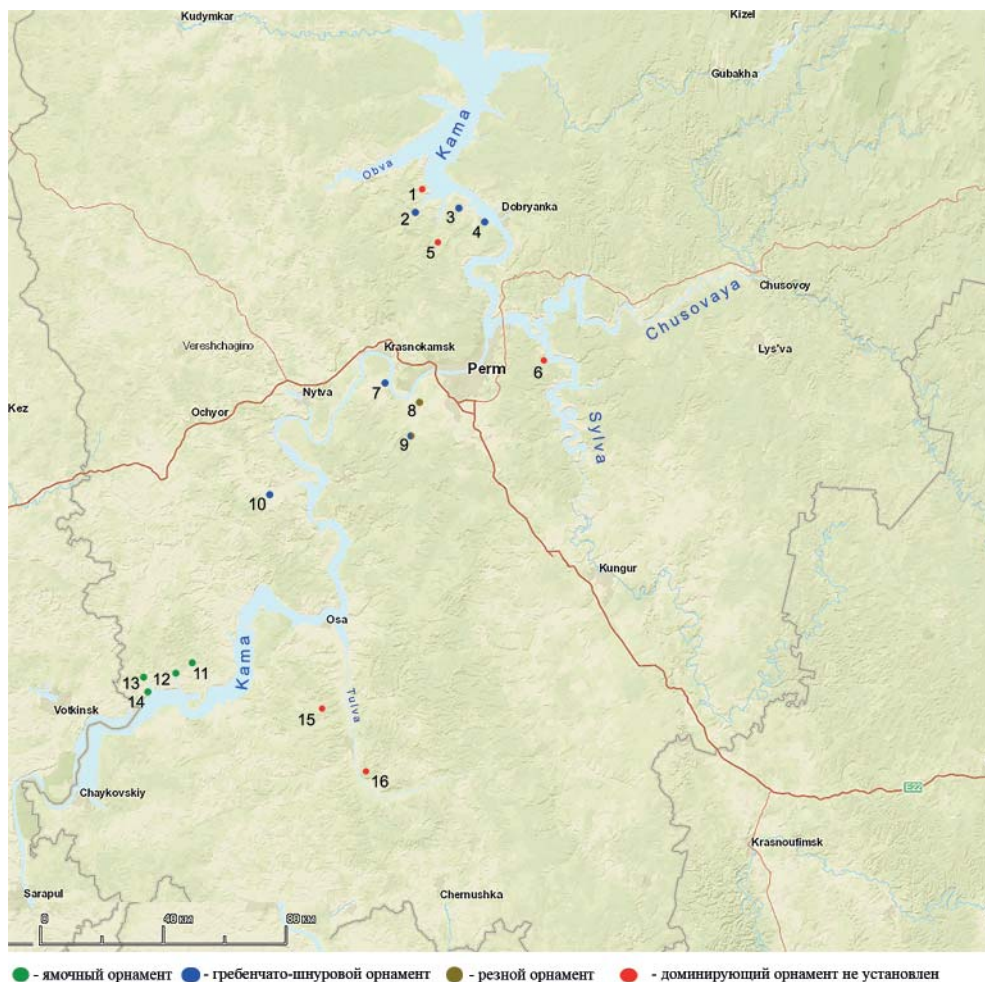 Kudymkar
Kizel
Gubakha
Kama
Obva
1
2
3
4
Dobryanka
5
Chusovoy
Chusovaya
Vereshchagino
Krasnokamsk
Lys'va
Perm
6
Nytva
7
8
Kez
Ochyor
9
Sylva
10
Kungur
Osa
Kama
13
12
11
14
Votkinsk
15
Tulva
16
Chaykovskiy
E22
Krasnoufimsk
Sarapul
Chernushka
0
40 км
80 км
- ямочный орнамент - гребенчато-шнуровой орнамент - резной орнамент - доминирующий орнамент не установлен